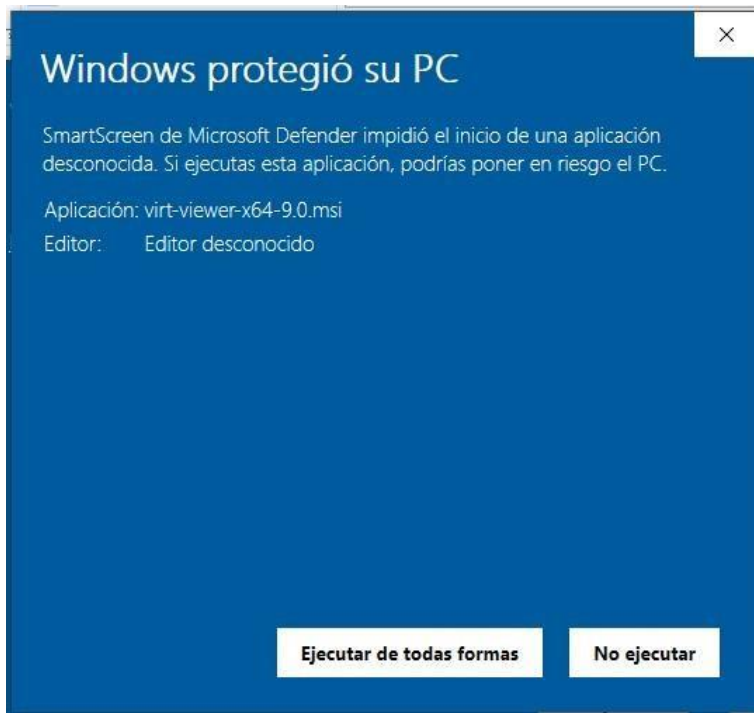 Windows protegió su PC
SmartScreen de Microsoft Defender impidió el inicio de una aplicación
desconocida. Si ejecutas esta aplicación, podrías poner en riesgo el PC.
Aplicación: virt-viewer-x64-9.0.msi
Editor: Editor desconocido
Ejecutar de todas formas
No ejecutar